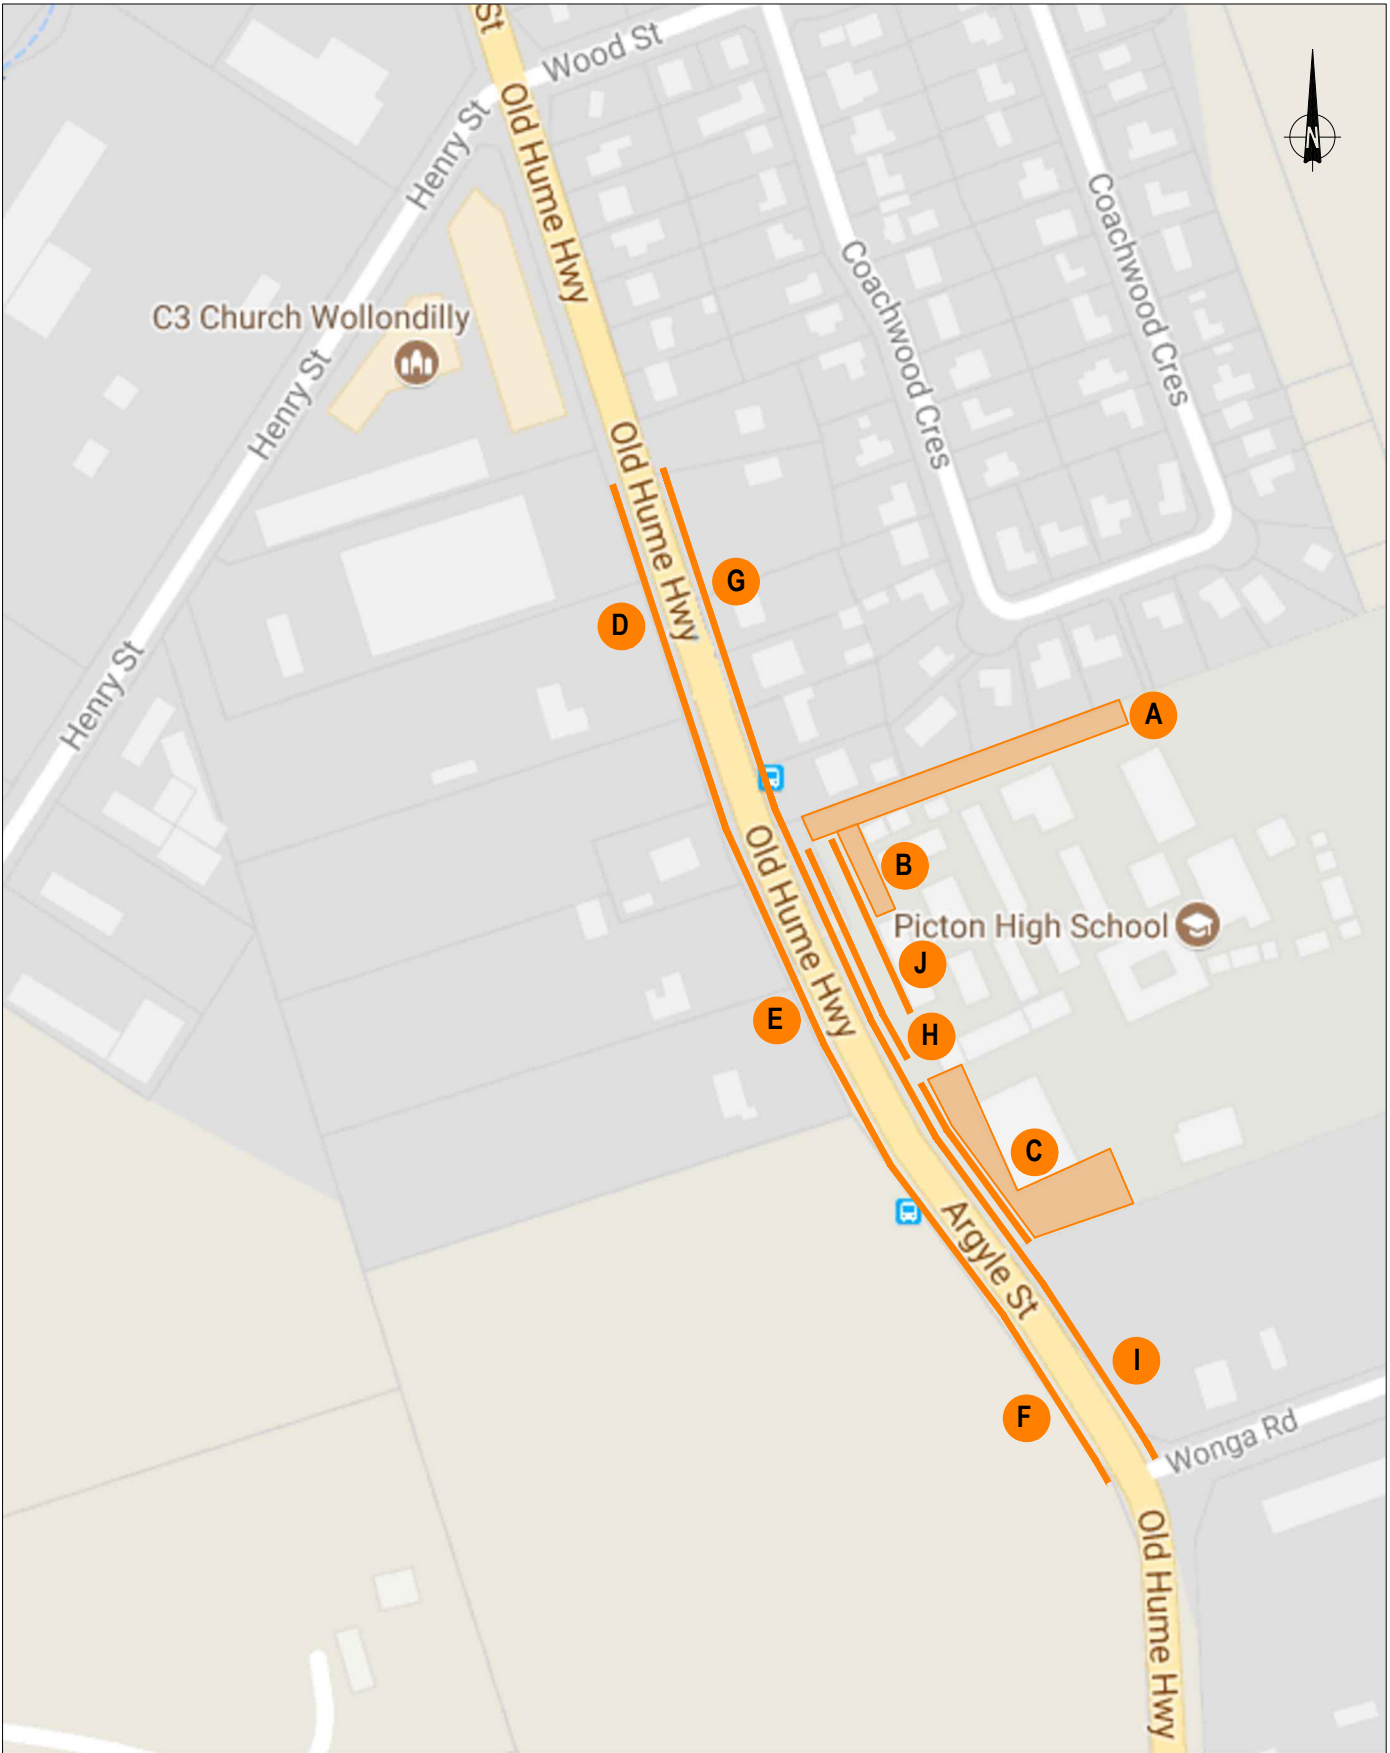 St
Wood St
Old Hume Hwy
Henry St
N
Coachwood Cres
Coachwood Cres
C3 Church Wollondilly
Henry St
Old Hume Hwy
G
D
Henry St
A
B
Old Hume Hwy
Picton High School
J
E
H
C
Argyle St
I
F
Wonga Rd
Old Hume Hwy